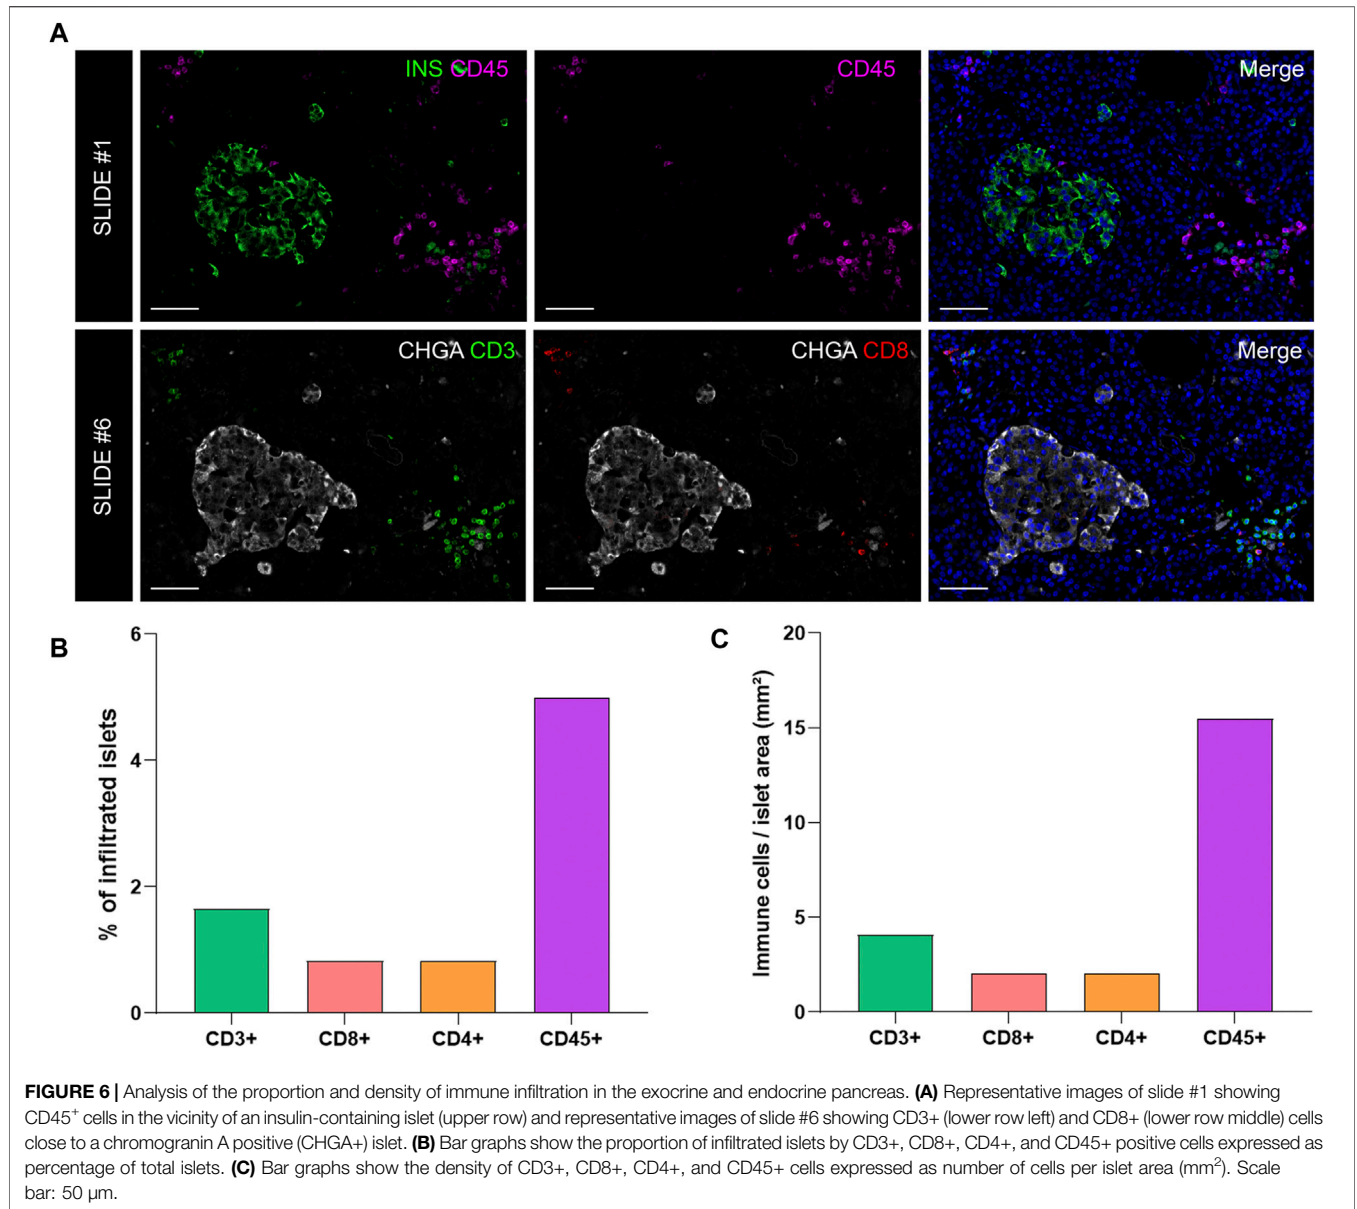 A
SLIDE #1
INS CD45
CD45
Merge
SLIDE #6
CHGA CD3
CHGA CD8
Merge
B
% of infiltrated islets
6
4
2
0
CD3+ CD8+ CD4+ CD45+
C
Immune cells / islet area (mm²)
20
15
10
5
0
CD3+ CD8+ CD4+ CD45+
FIGURE 6 | Analysis of the proportion and density of immune infiltration in the exocrine and endocrine pancreas. (A) Representative images of slide #1 showing
CD45⁺ cells in the vicinity of an insulin-containing islet (upper row) and representative images of slide #6 showing CD3+ (lower row left) and CD8+ (lower row middle) cells
close to a chromogranin A positive (CHGA+) islet. (B) Bar graphs show the proportion of infiltrated islets by CD3+, CD8+, CD4+, and CD45+ positive cells expressed as
percentage of total islets. (C) Bar graphs show the density of CD3+, CD8+, CD4+, and CD45+ cells expressed as number of cells per islet area (mm²). Scale
bar: 50 µm.